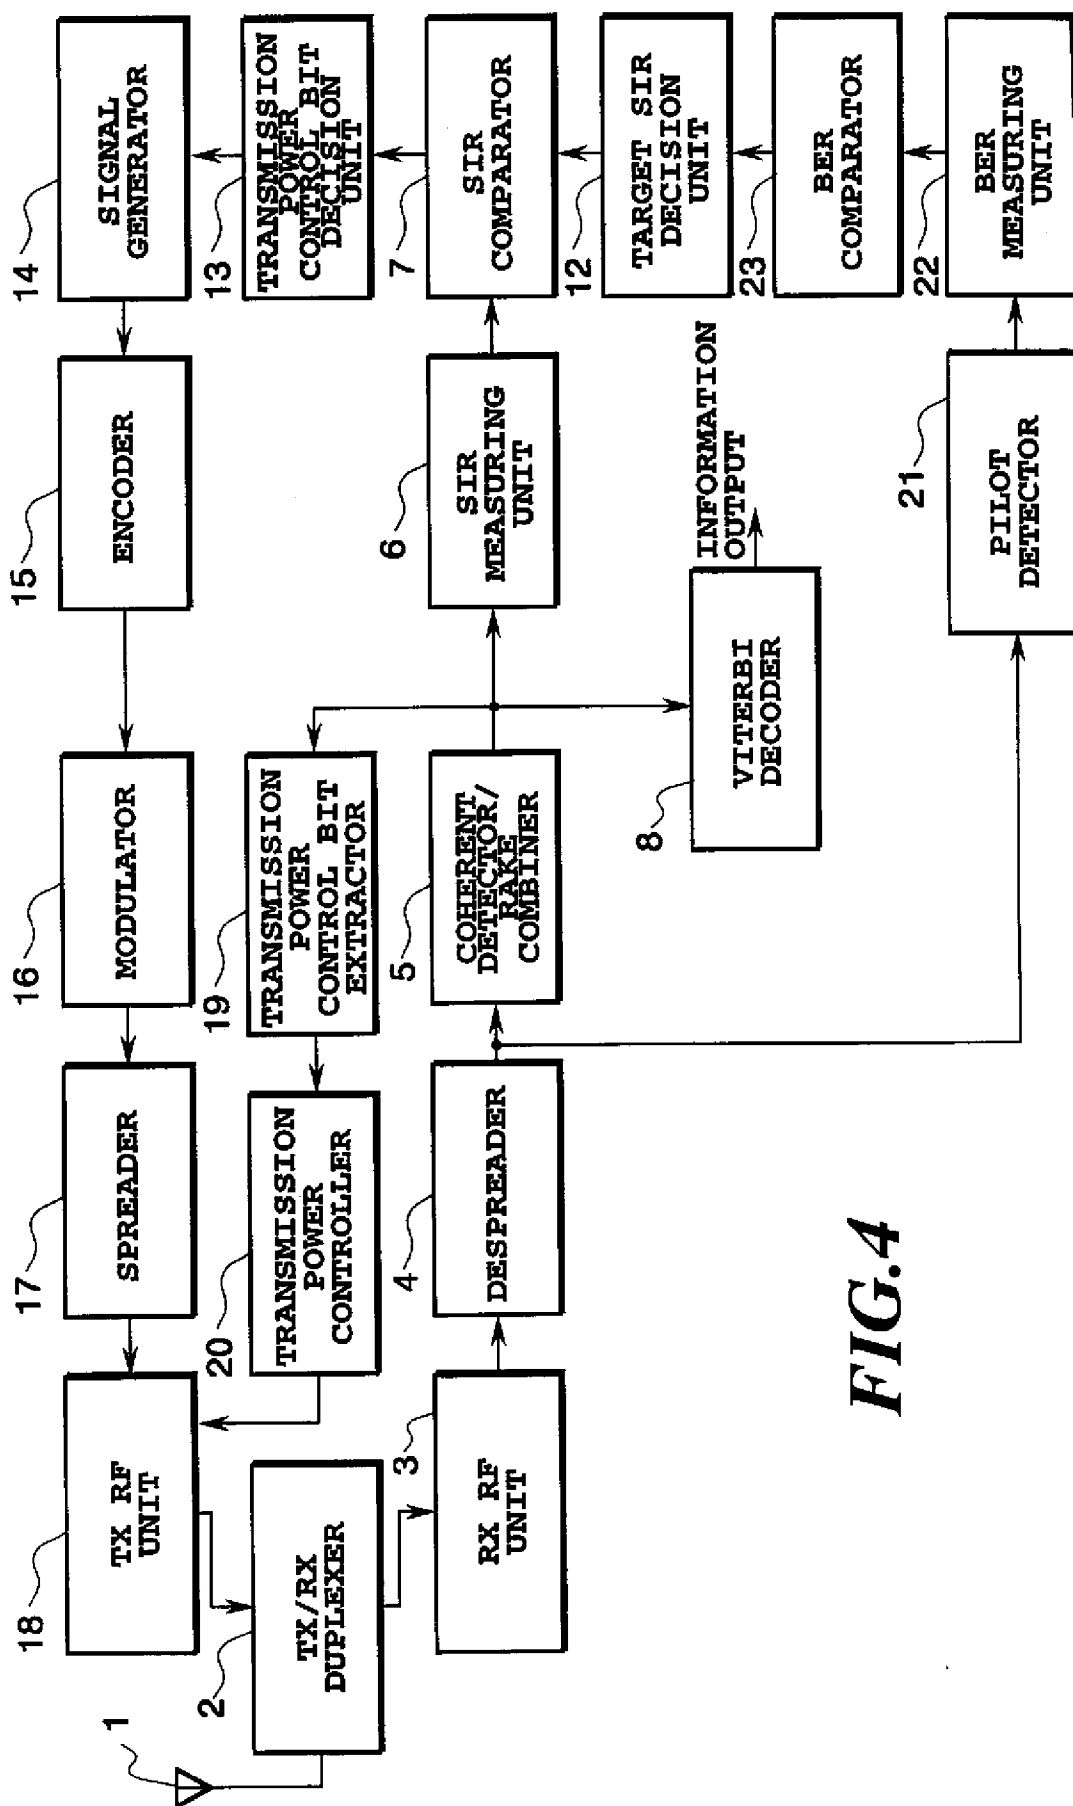 14
SIGNAL
GENERATOR
15
ENCODER
16
MODULATOR
17
SPREADER
18
TX RF
UNIT
13
TRANSMISSION
POWER
CONTROL BIT
DECISION
UNIT
19
TRANSMISSION
POWER
CONTROL BIT
EXTRACTOR
20
TRANSMISSION
POWER
CONTROLLER
1
2
TX/RX
DUPLEXER
3
RX RF
UNIT
4
DESPREADER
5
COHERENT
DETECTOR/
RAKE
COMBINER
6
SIR
MEASURING
UNIT
7
SIR
COMPARATOR
12
TARGET SIR
DECISION
UNIT
8
VITERBI
DECODER
INFORMATION
OUTPUT
23
BER
COMPARATOR
21
PILOT
DETECTOR
22
BER
MEASURING
UNIT
FIG.4